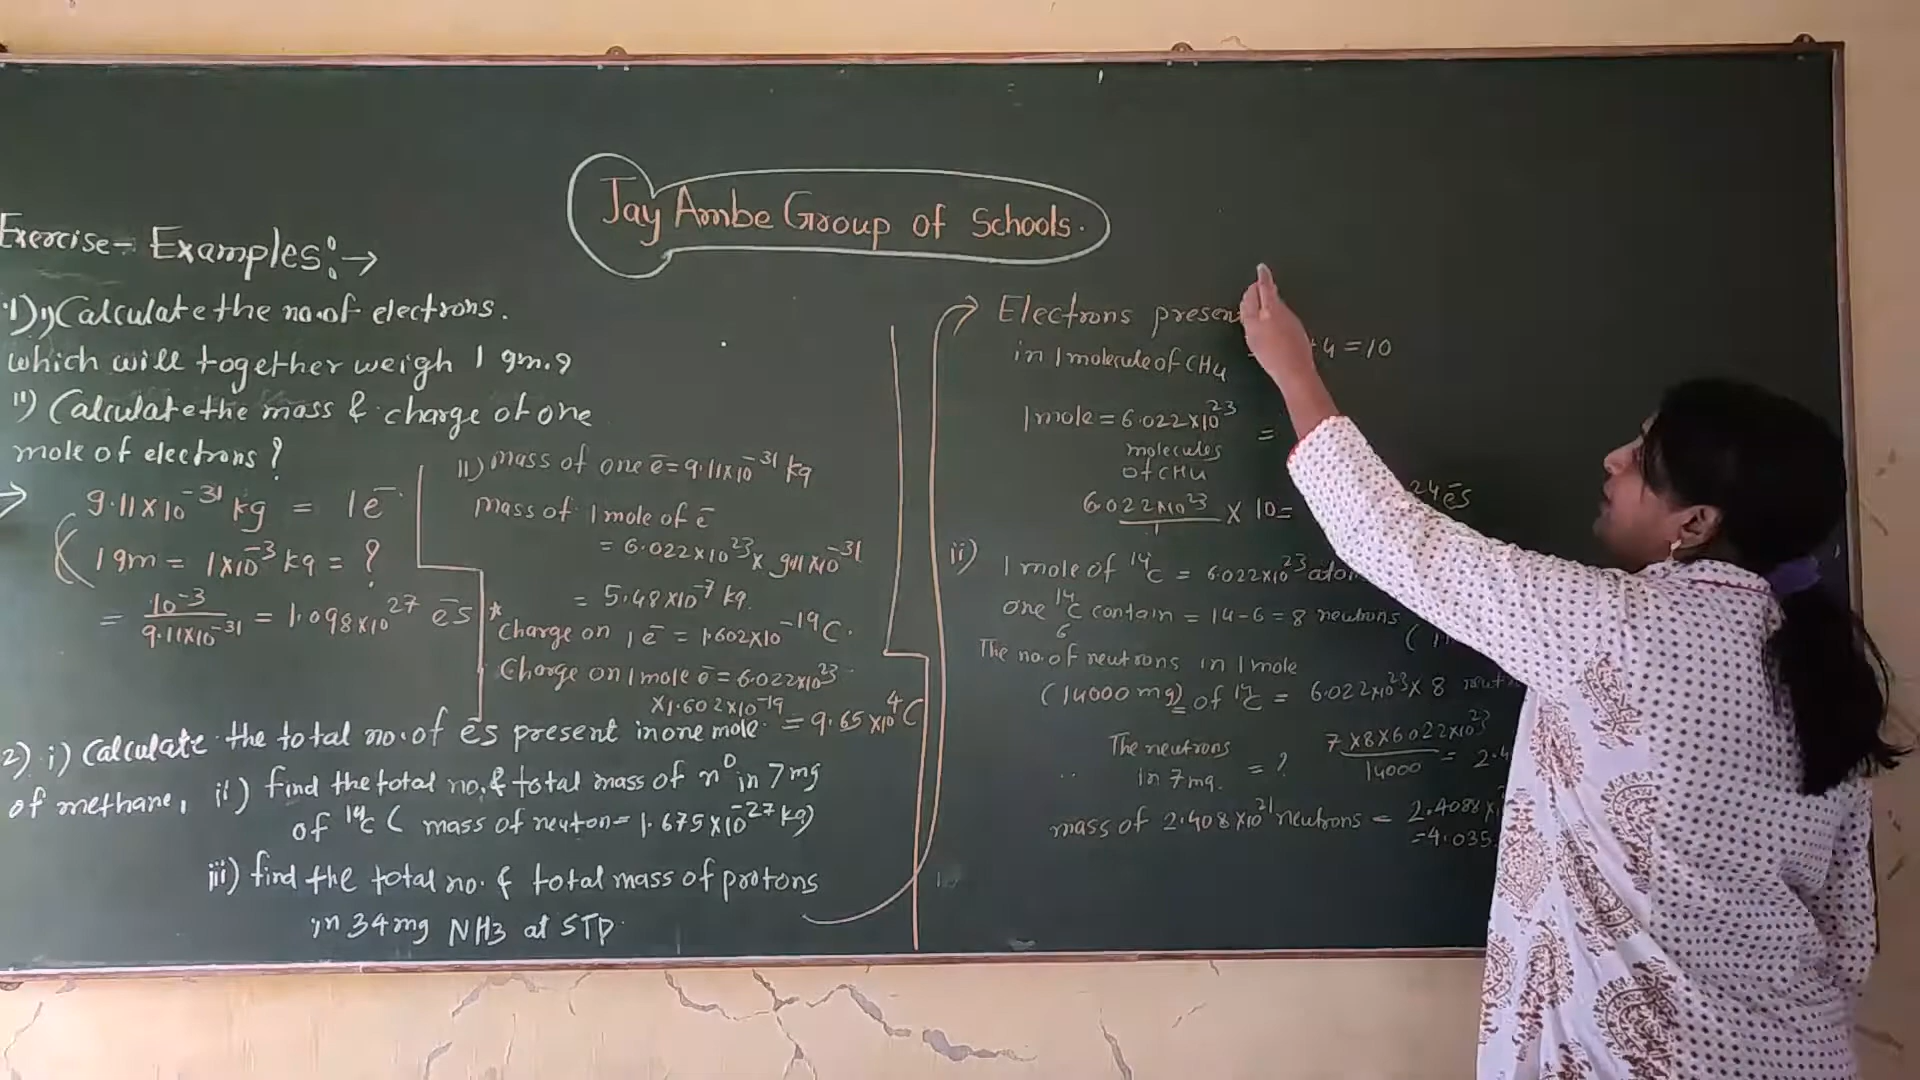 Jay Ambe Group of Schools.
Exercise- Examples:→
1) i) Calculate the no. of electrons.
which will together weigh 1 gm.?
ii) Calculate the mass & charge of one
mole of electrons?
→ 9.11×10⁻³¹ kg = 1e⁻
1gm = 1×10⁻³ kg = ?
= 10⁻³ / 9.11×10⁻³¹ = 1.098×10²⁷ e̅s
ii) Mass of one e̅ = 9.11×10⁻³¹ kg
Mass of 1 mole of e̅
= 6.022×10²³ × 9.11×10⁻³¹
= 5.48×10⁻⁷ kg.
* Charge on 1e̅ = 1.602×10⁻¹⁹ C.
Charge on 1 mole e̅ = 6.022×10²³
×1.602×10⁻¹⁹
= 9.65×10⁴ C
2) i) Calculate the total no. of e̅s present in one mole
of methane, ii) find the total no. & total mass of n⁰ in 7mg
of ¹⁴C ( mass of neuton = 1.675×10⁻²⁷ kg)
iii) find the total no. & total mass of protons
in 34 mg NH3 at STP.
Electrons present
in 1 molecule of CH4 +4 = 10
1 mole = 6.022×10²³
molecules =
of CH4
6.022×10²³ / 1 × 10 = ²⁴ e̅s
ii) 1 mole of ¹⁴C = 6.022×10²³
one ¹⁴₆C contain = 14-6 = 8 neutrons
The no. of neutrons in 1 mole
(14000 mg) of ¹⁴C = 6.022×10²³ × 8
The neutrons
in 7 mg. = ? 7×8×6.022×10²³ / 14000 =
mass of 2.408×10²¹ neutrons =